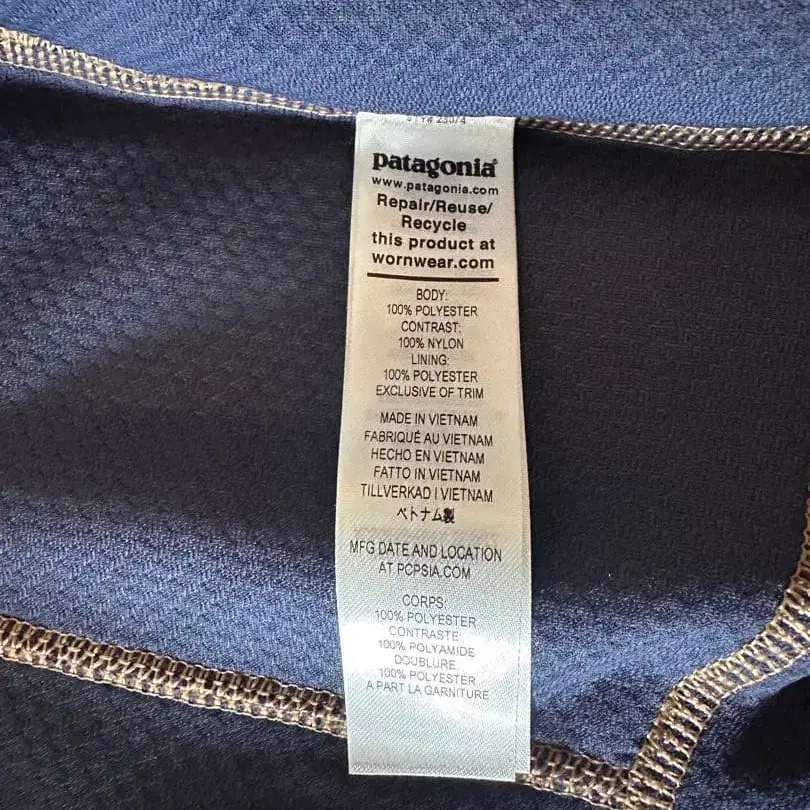 patagonia®
www.patagonia.com
Repair/Reuse/
Recycle
this product at
wornwear.com
BODY:
100% POLYESTER
CONTRAST:
100% NYLON
LINING:
100% POLYESTER
EXCLUSIVE OF TRIM
MADE IN VIETNAM
FABRIQUÉ AU VIETNAM
HECHO EN VIETNAM
FATTO IN VIETNAM
TILLVERKAD I VIETNAM
ベトナム製
MFG DATE AND LOCATION
AT PCPSIA.COM
CORPS:
100% POLYESTER
CONTRASTE:
100% POLYAMIDE
DOUBLURE:
100% POLYESTER
A PART LA GARNITURE